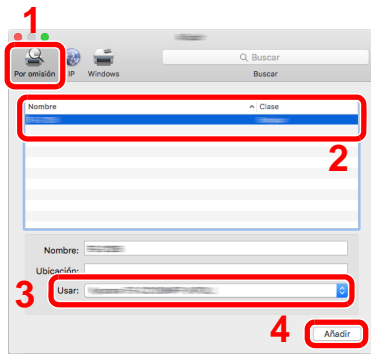 1
Q Buscar
Por omisión IP Windows Buscar
Nombre Clase
2
Nombre:
Ubicación:
3 Usar:
4 Añadir